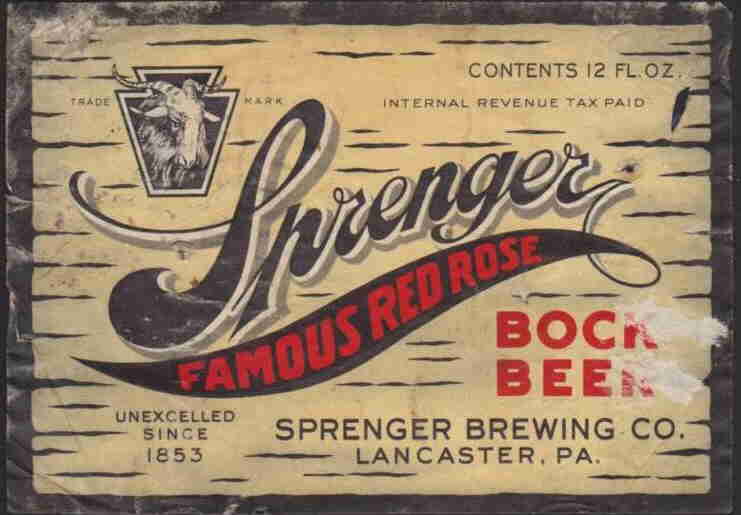 CONTENTS 12 FL.OZ.
TRADE MARK
INTERNAL REVENUE TAX PAID
Sprenger
FAMOUS RED ROSE
BOCK
BEER
UNEXCELLED
SINCE
1853
SPRENGER BREWING CO.
LANCASTER, PA.